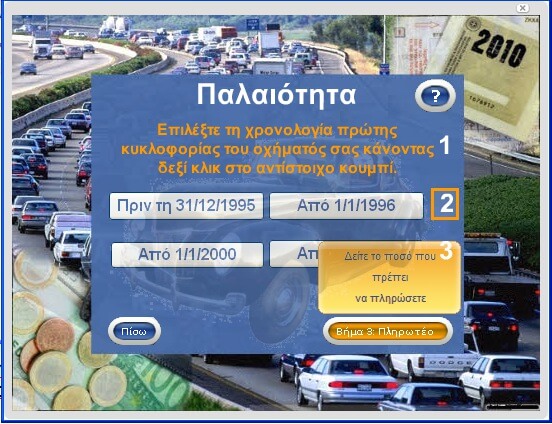 2010
Παλαιότητα
?
Επιλέξτε τη χρονολογία πρώτης
κυκλοφορίας του οχήματός σας κάνοντας
δεξί κλικ στο αντίστοιχο κουμπί.
1
Πριν τη 31/12/1995
Από 1/1/1996
2
Από 1/1/2000
Απ
3
Δείτε το ποσό που
πρέπει
να πληρώσετε
Πίσω
Βήμα 3: Πληρωτέο